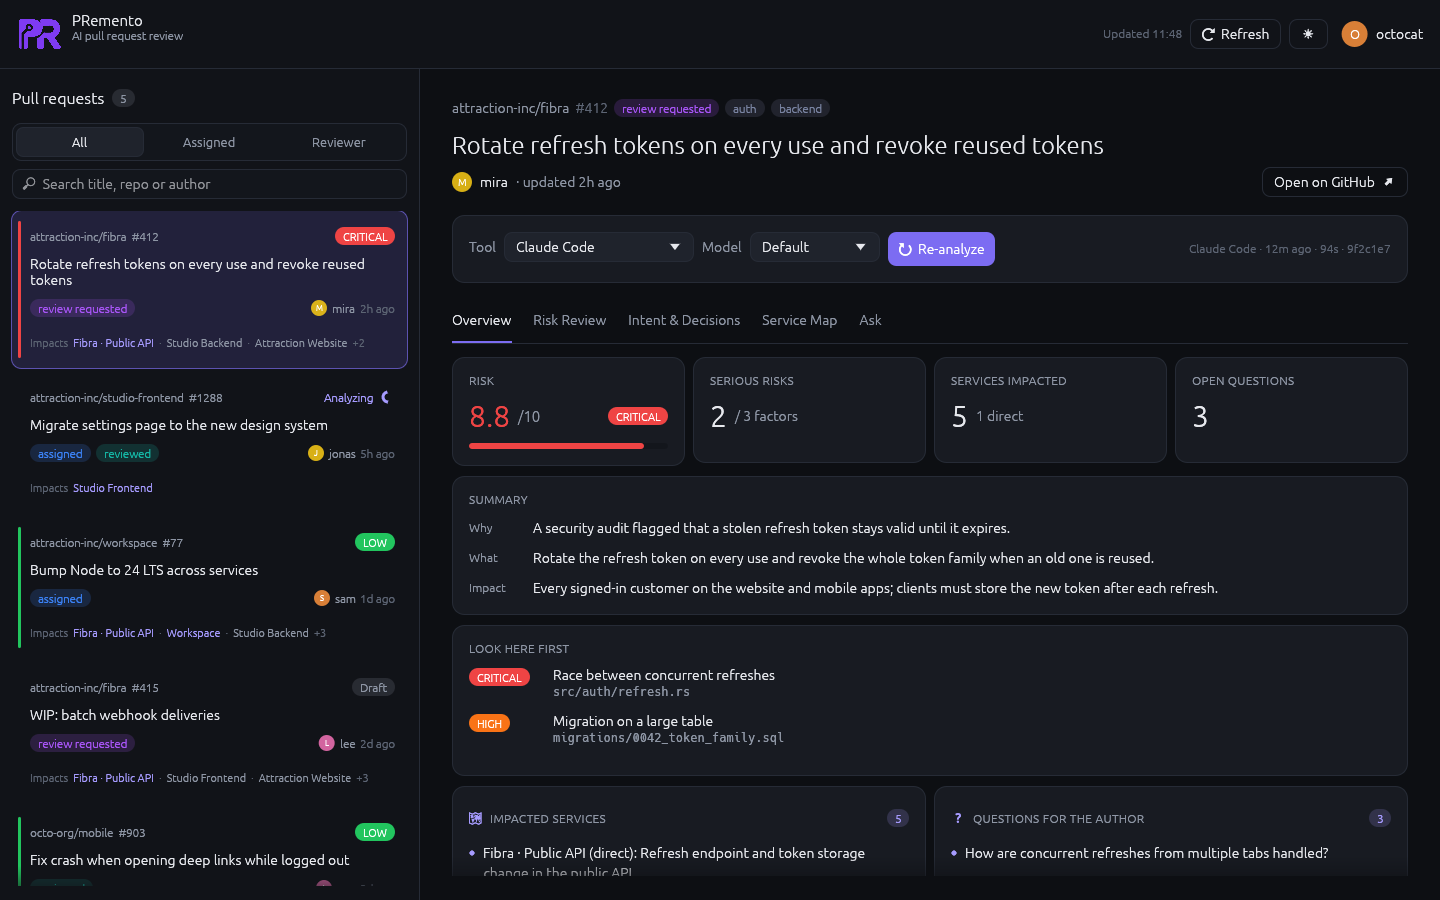 PR
PRemento
AI pull request review
Updated 11:48
Refresh
O
octocat
Pull requests
5
All
Assigned
Reviewer
Search title, repo or author
attraction-inc/fibra #412
CRITICAL
Rotate refresh tokens on every use and revoke reused
tokens
review requested
M
mira 2h ago
Impacts Fibra · Public API · Studio Backend · Attraction Website +2
attraction-inc/studio-frontend #1288
Analyzing
Migrate settings page to the new design system
assigned
reviewed
J
jonas 5h ago
Impacts Studio Frontend
attraction-inc/workspace #77
LOW
Bump Node to 24 LTS across services
assigned
S
sam 1d ago
Impacts Fibra · Public API · Workspace · Studio Backend +3
attraction-inc/fibra #415
Draft
WIP: batch webhook deliveries
review requested
L
lee 2d ago
Impacts Fibra · Public API · Studio Frontend · Attraction Website +3
octo-org/mobile #903
LOW
Fix crash when opening deep links while logged out
attraction-inc/fibra #412
review requested
auth
backend
Rotate refresh tokens on every use and revoke reused tokens
M
mira · updated 2h ago
Open on GitHub
Tool
Claude Code
Model
Default
Re-analyze
Claude Code · 12m ago · 94s · 9f2c1e7
Overview
Risk Review
Intent & Decisions
Service Map
Ask
RISK
8.8 /10
CRITICAL
SERIOUS RISKS
2 / 3 factors
SERVICES IMPACTED
5 1 direct
OPEN QUESTIONS
3
SUMMARY
Why A security audit flagged that a stolen refresh token stays valid until it expires.
What Rotate the refresh token on every use and revoke the whole token family when an old one is reused.
Impact Every signed-in customer on the website and mobile apps; clients must store the new token after each refresh.
LOOK HERE FIRST
CRITICAL
Race between concurrent refreshes
src/auth/refresh.rs
HIGH
Migration on a large table
migrations/0042_token_family.sql
IMPACTED SERVICES
5
• Fibra · Public API (direct): Refresh endpoint and token storage
change in the public API
? QUESTIONS FOR THE AUTHOR
3
• How are concurrent refreshes from multiple tabs handled?